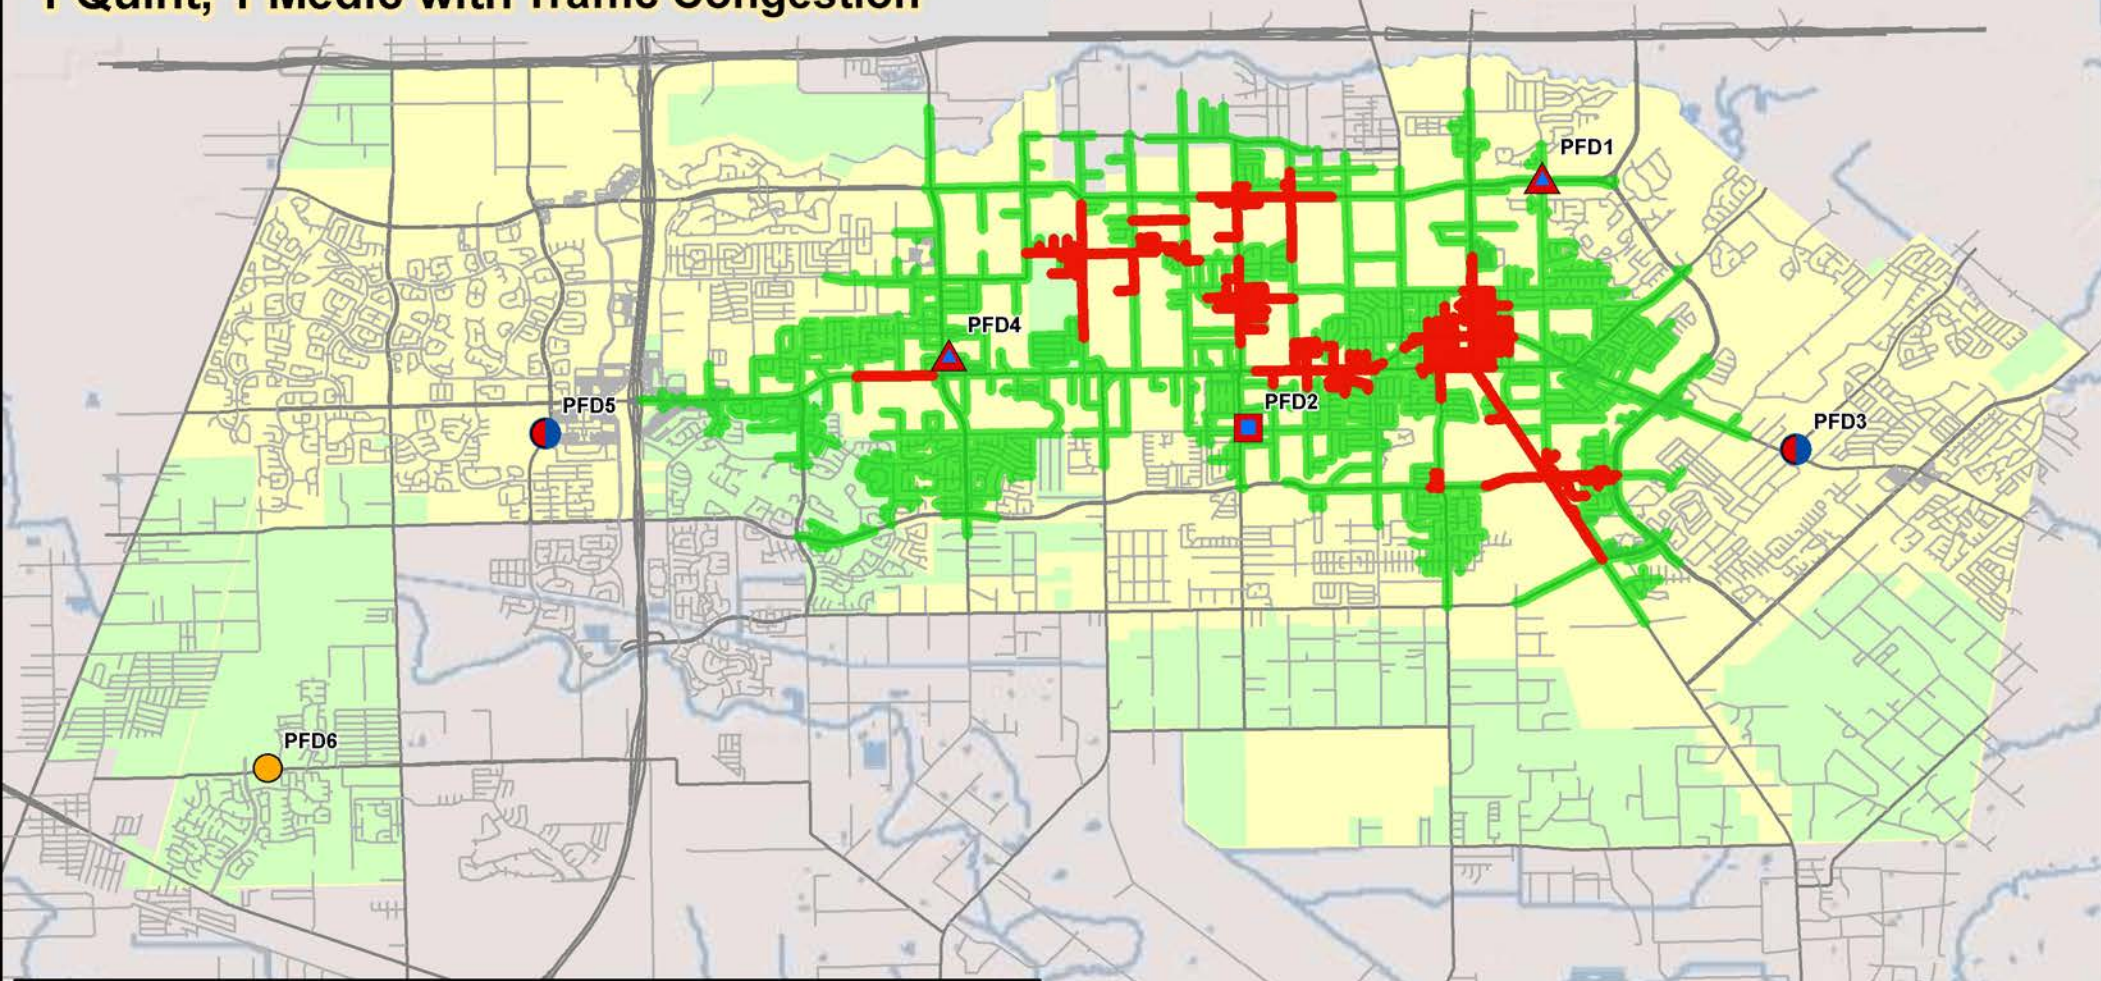 1 Quint, 1 Medic with Traffic Congestion
PFD1
PFD4
PFD2
PFD5
PFD3
PFD6